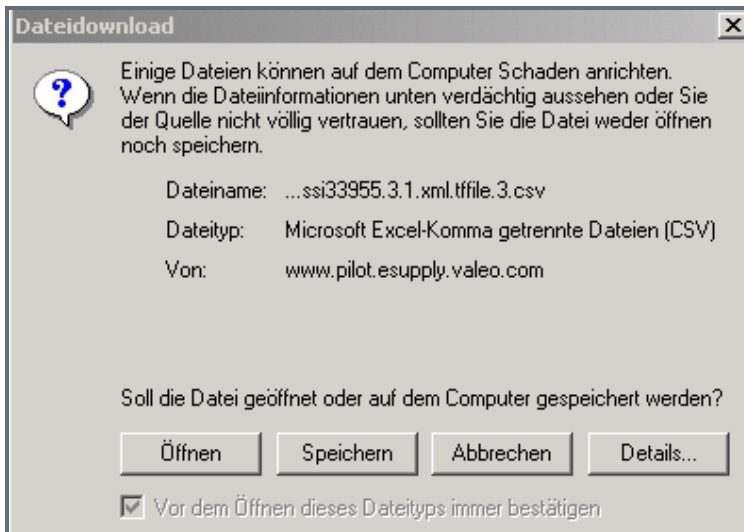 Dateidownload
Einige Dateien können auf dem Computer Schaden anrichten.
Wenn die Dateiinformationen unten verdächtig aussehen oder Sie
der Quelle nicht völlig vertrauen, sollten Sie die Datei weder öffnen
noch speichern.
Dateiname: ...ssi33955.3.1.xml.tffile.3.csv
Dateityp: Microsoft Excel-Komma getrennte Dateien (CSV)
Von: www.pilot.esupply.valeo.com
Soll die Datei geöffnet oder auf dem Computer gespeichert werden?
Öffnen Speichern Abbrechen Details...
Vor dem Öffnen dieses Dateityps immer bestätigen